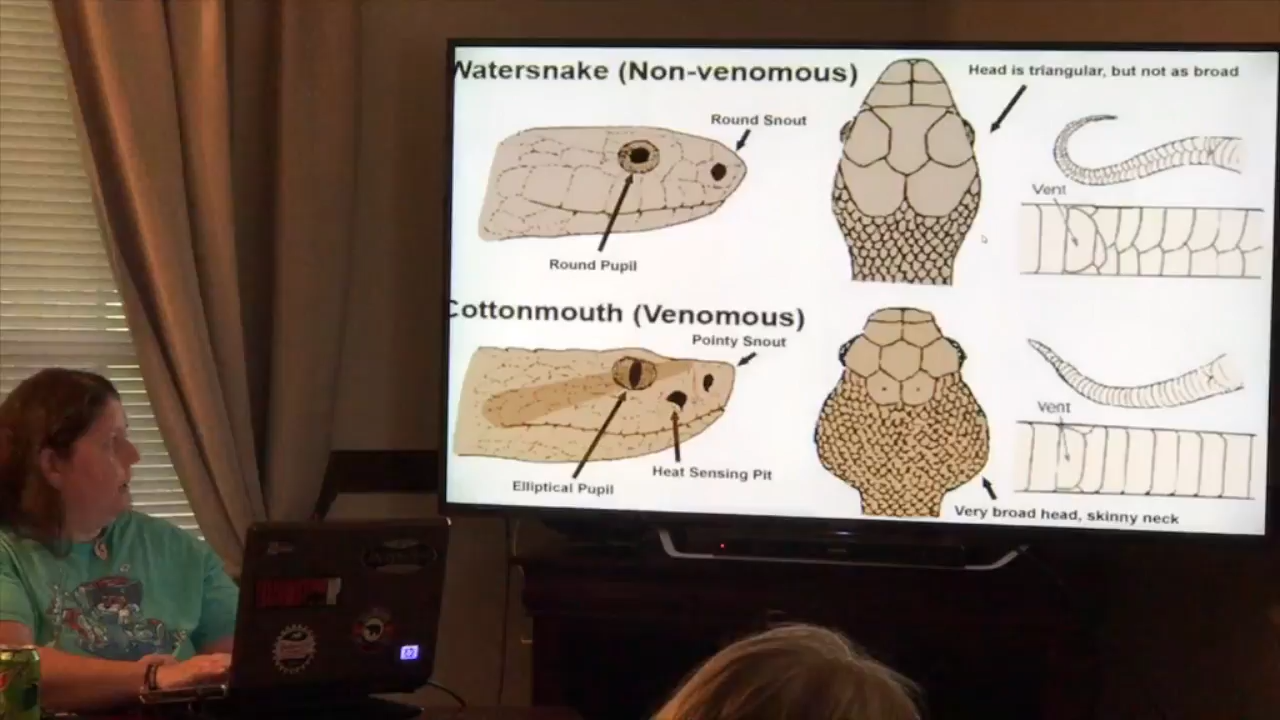 Watersnake (Non-venomous)
Head is triangular, but not as broad
Round Snout
Vent
Round Pupil
Cottonmouth (Venomous)
Pointy Snout
Vent
Heat Sensing Pit
Elliptical Pupil
Very broad head, skinny neck